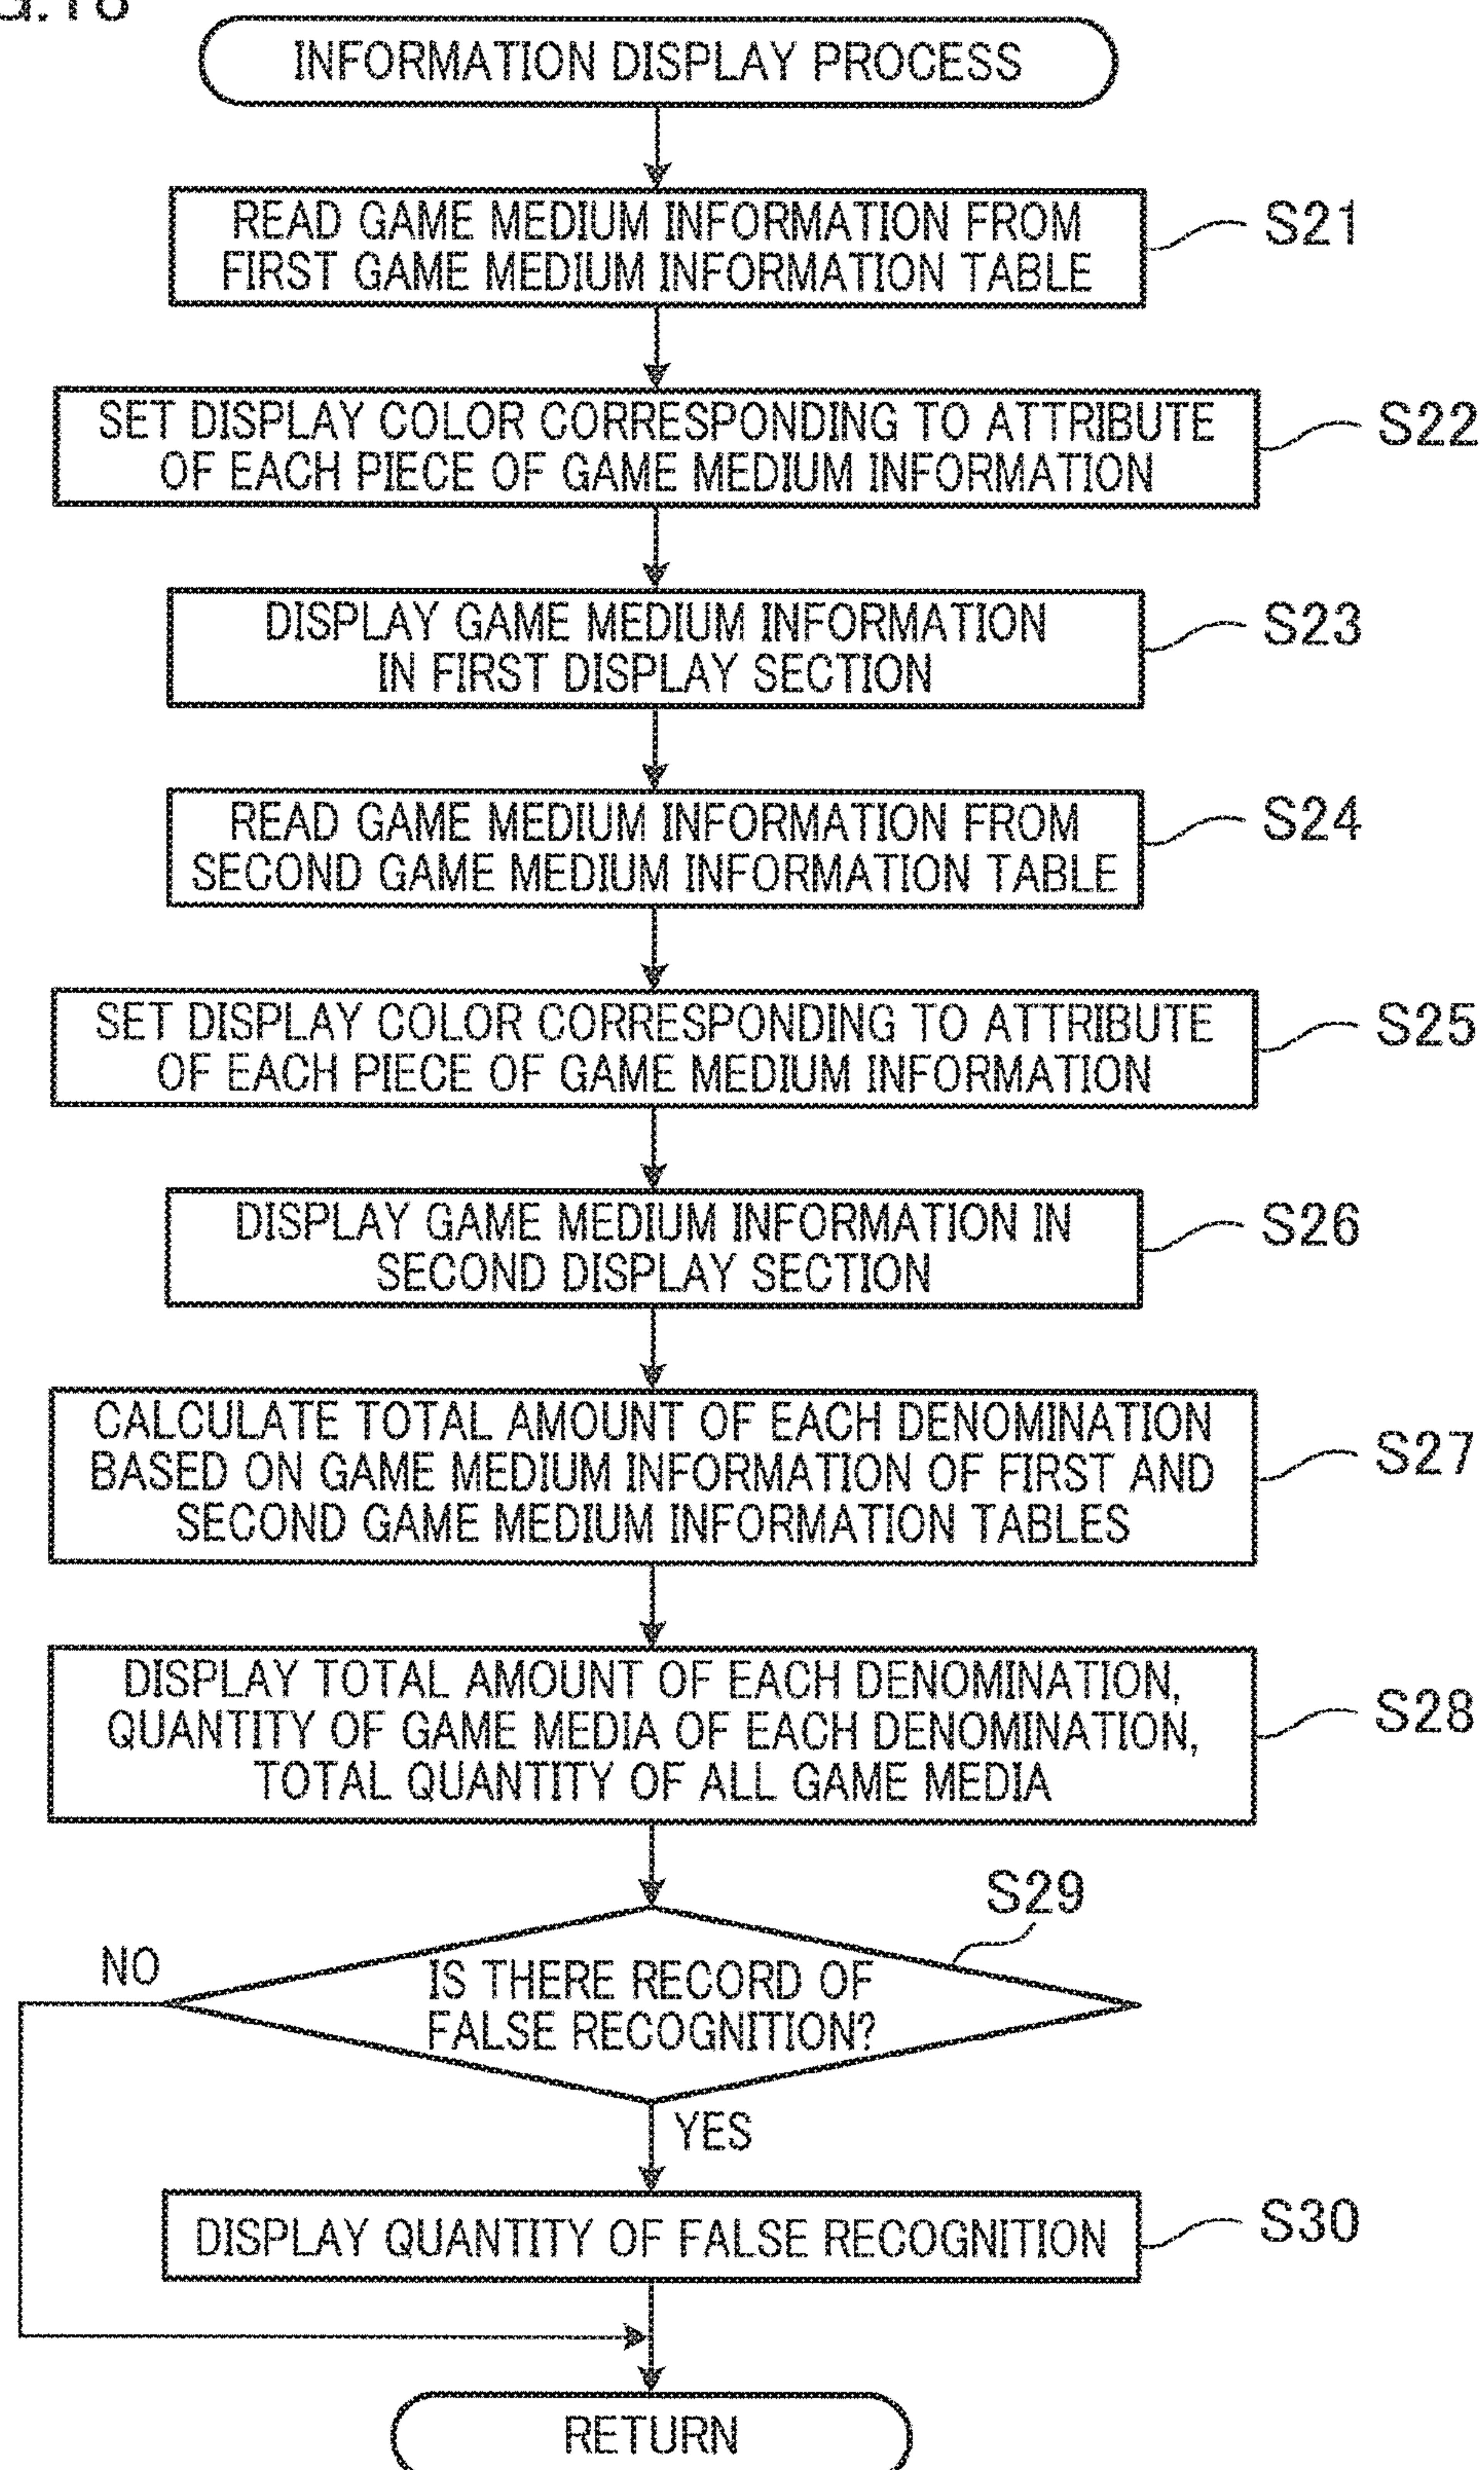 INFORMATION DISPLAY PROCESS
READ GAME MEDIUM INFORMATION FROM
FIRST GAME MEDIUM INFORMATION TABLE
S21
SET DISPLAY COLOR CORRESPONDING TO ATTRIBUTE
OF EACH PIECE OF GAME MEDIUM INFORMATION
S22
DISPLAY GAME MEDIUM INFORMATION
IN FIRST DISPLAY SECTION
S23
READ GAME MEDIUM INFORMATION FROM
SECOND GAME MEDIUM INFORMATION TABLE
S24
SET DISPLAY COLOR CORRESPONDING TO ATTRIBUTE
OF EACH PIECE OF GAME MEDIUM INFORMATION
S25
DISPLAY GAME MEDIUM INFORMATION IN
SECOND DISPLAY SECTION
S26
CALCULATE TOTAL AMOUNT OF EACH DENOMINATION
BASED ON GAME MEDIUM INFORMATION OF FIRST AND
SECOND GAME MEDIUM INFORMATION TABLES
S27
DISPLAY TOTAL AMOUNT OF EACH DENOMINATION,
QUANTITY OF GAME MEDIA OF EACH DENOMINATION,
TOTAL QUANTITY OF ALL GAME MEDIA
S28
S29
NO
IS THERE RECORD OF
FALSE RECOGNITION?
YES
DISPLAY QUANTITY OF FALSE RECOGNITION
S30
RETURN